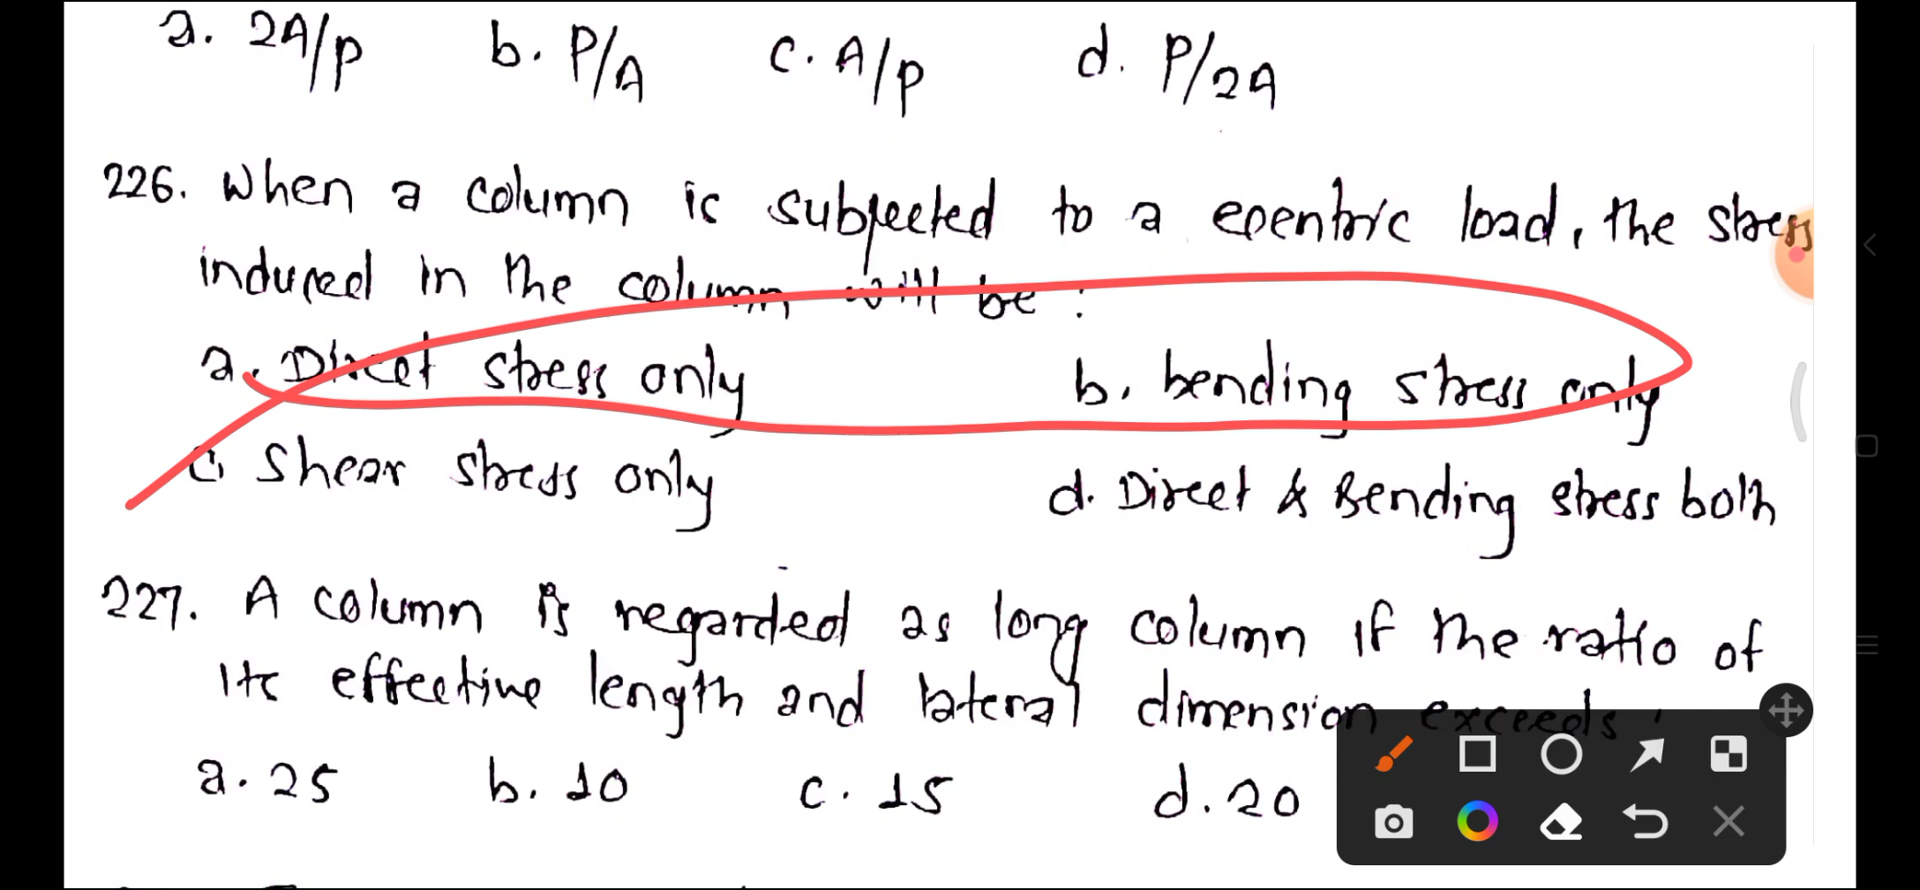 a. 2A/P b. P/A c. A/P d. P/2A
226. When a column is subjected to a eccentric load, the stress
induced in the column will be :
a. Direct stress only b. bending stress only
c. Shear stress only d. Direct & Bending stress both
227. A column is regarded as long column if the ratio of
its effective length and lateral dimension exceeds :
a. 25 b. 10 c. 15 d. 20